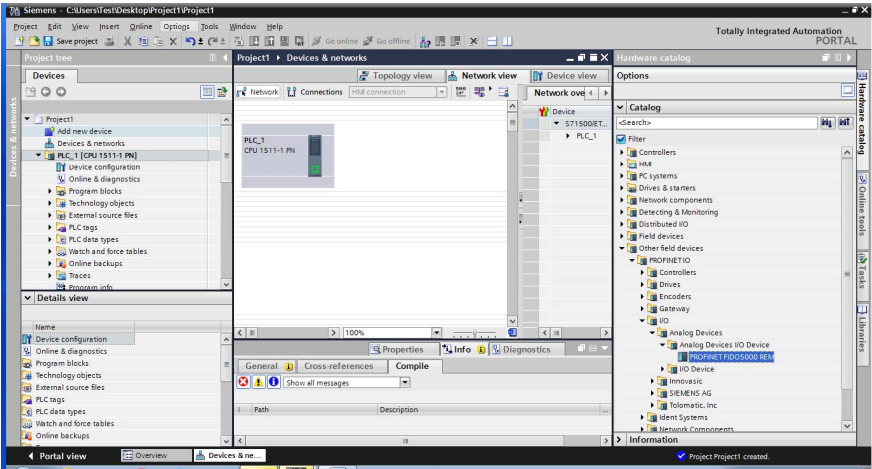 Siemens - C:\Users\Test\Desktop\Project1\Project1
Project Edit View Insert Online Options Tools Window Help
Totally Integrated Automation
PORTAL
Save project
Go online Go offline
Project tree
Devices
Project1
Add new device
Devices & networks
PLC_1 [CPU 1511-1 PN]
Device configuration
Online & diagnostics
Program blocks
Technology objects
External source files
PLC tags
PLC data types
Watch and force tables
Online backups
Traces
Program info
Details view
Name
Device configuration
Online & diagnostics
Program blocks
Technology objects
External source files
PLC tags
PLC data types
Watch and force tables
Online backups
Devices & networks
Project1 Devices & networks
Topology view Network view Device view
Network Connections HMI connection
Network ove
PLC_1
CPU 1511-1 PN
Device
S71500/ET...
PLC_1
100%
Properties Info Diagnostics
General Cross-references Compile
Show all messages
! Path Description ...
Hardware catalog
Options
Catalog
<Search>
Filter
Controllers
HMI
PC systems
Drives & starters
Network components
Detecting & Monitoring
Distributed I/O
Field devices
Other field devices
PROFINET IO
Controllers
Drives
Encoders
Gateway
I/O
Analog Devices
Analog Devices I/O Device
PROFINET FIDO5000 REM
I/O Device
Innovasic
SIEMENS AG
Tolomatic, Inc
Ident Systems
Network Components
Information
Hardware catalog
Online tools
Tasks
Libraries
Portal view Overview Devices & ne...
Project Project1 created.